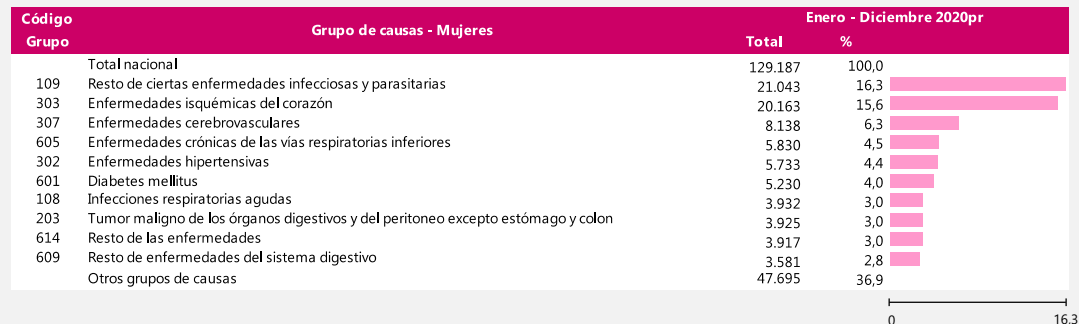 Código Grupo Grupo de causas - Mujeres Enero - Diciembre 2020pr
Total %
Total nacional 129.187 100,0
109 Resto de ciertas enfermedades infecciosas y parasitarias 21.043 16,3
303 Enfermedades isquémicas del corazón 20.163 15,6
307 Enfermedades cerebrovasculares 8.138 6,3
605 Enfermedades crónicas de las vías respiratorias inferiores 5.830 4,5
302 Enfermedades hipertensivas 5.733 4,4
601 Diabetes mellitus 5.230 4,0
108 Infecciones respiratorias agudas 3.932 3,0
203 Tumor maligno de los órganos digestivos y del peritoneo excepto estómago y colon 3.925 3,0
614 Resto de las enfermedades 3.917 3,0
609 Resto de enfermedades del sistema digestivo 3.581 2,8
Otros grupos de causas 47.695 36,9
0 16,3